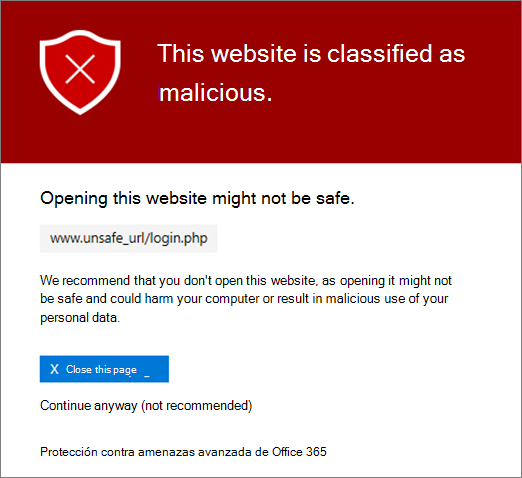 This website is classified as
malicious.
Opening this website might not be safe.
www.unsafe_url/login.php
We recommend that you don't open this website, as opening it might not
be safe and could harm your computer or result in malicious use of your
personal data.
X Close this page _
Continue anyway (not recommended)
Protección contra amenazas avanzada de Office 365